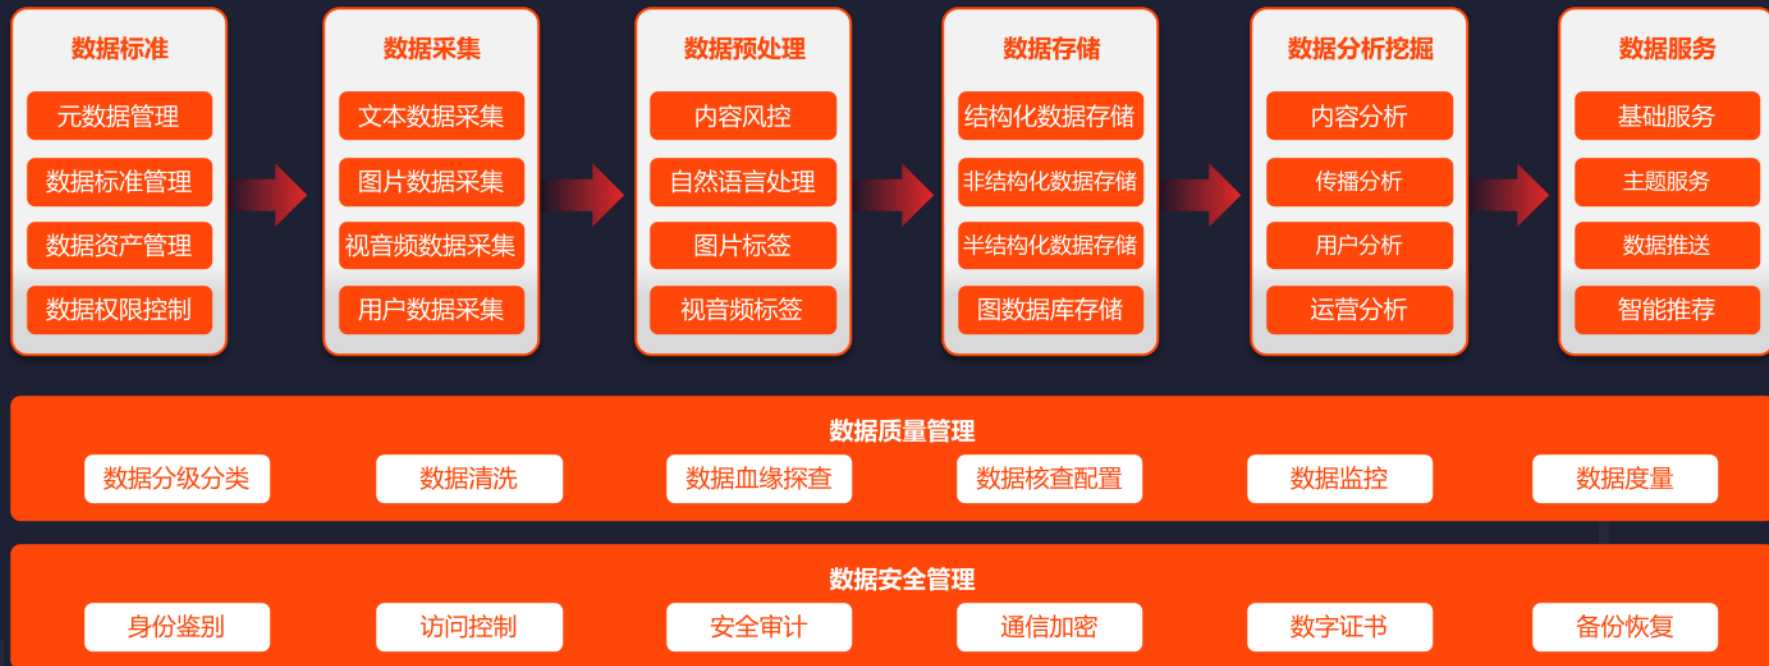 数据标准
元数据管理
数据标准管理
数据资产管理
数据权限控制
数据采集
文本数据采集
图片数据采集
视音频数据采集
用户数据采集
数据预处理
内容风控
自然语言处理
图片标签
视音频标签
数据存储
结构化数据存储
非结构化数据存储
半结构化数据存储
图数据库存储
数据分析挖掘
内容分析
传播分析
用户分析
运营分析
数据服务
基础服务
主题服务
数据推送
智能推荐
数据质量管理
数据分级分类
数据清洗
数据血缘探查
数据核查配置
数据监控
数据度量
数据安全管理
身份鉴别
访问控制
安全审计
通信加密
数字证书
备份恢复